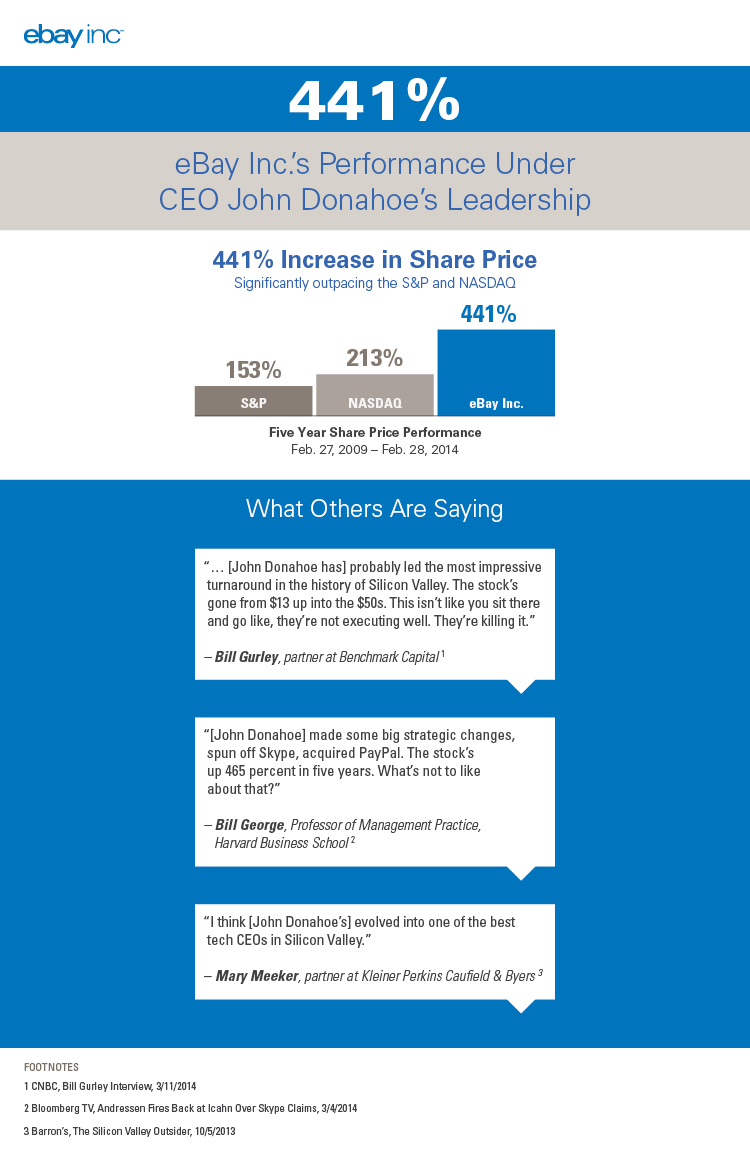 ebay inc™
441%
eBay Inc.’s Performance Under
CEO John Donahoe’s Leadership
441% Increase in Share Price
Significantly outpacing the S&P and NASDAQ
441%
213%
153%
S&P NASDAQ eBay Inc.
Five Year Share Price Performance
Feb. 27, 2009 – Feb. 28, 2014
What Others Are Saying
“… [John Donahoe has] probably led the most impressive
turnaround in the history of Silicon Valley. The stock’s
gone from $13 up into the $50s. This isn’t like you sit there
and go like, they’re not executing well. They’re killing it.”
– Bill Gurley, partner at Benchmark Capital 1
“[John Donahoe] made some big strategic changes,
spun off Skype, acquired PayPal. The stock’s
up 465 percent in five years. What’s not to like
about that?”
– Bill George, Professor of Management Practice,
Harvard Business School 2
“I think [John Donahoe’s] evolved into one of the best
tech CEOs in Silicon Valley.”
– Mary Meeker, partner at Kleiner Perkins Caufield & Byers 3
FOOTNOTES
1 CNBC, Bill Gurley Interview, 3/11/2014
2 Bloomberg TV, Andressen Fires Back at Icahn Over Skype Claims, 3/4/2014
3 Barron’s, The Silicon Valley Outsider, 10/5/2013